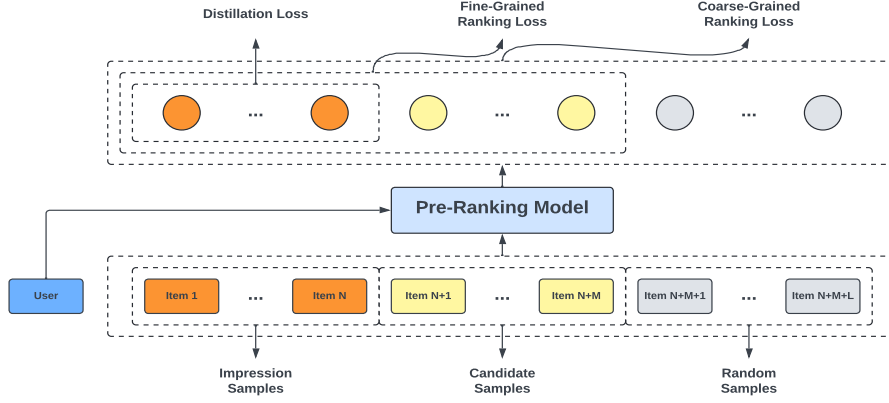 Distillation Loss
Fine-Grained
Ranking Loss
Coarse-Grained
Ranking Loss
...
...
...
Pre-Ranking Model
User
Item 1
...
Item N
Item N+1
...
Item N+M
Item N+M+1
...
Item N+M+L
Impression
Samples
Candidate
Samples
Random
Samples